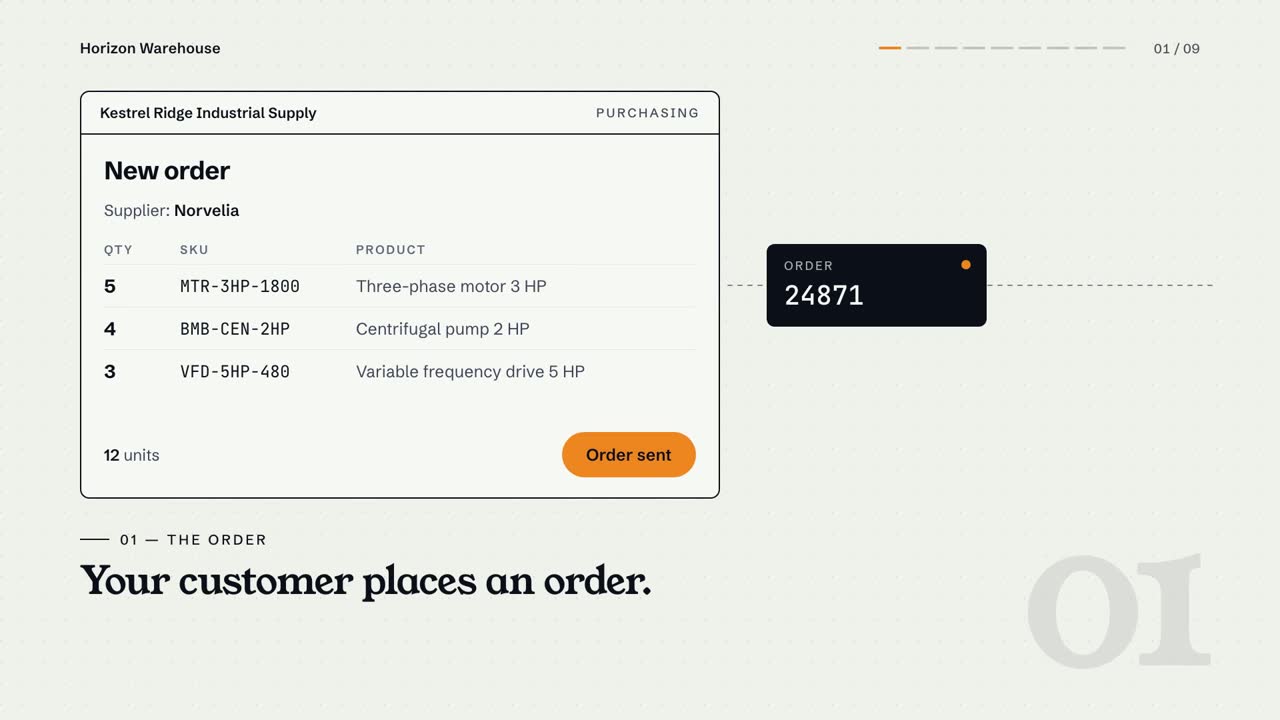 Horizon Warehouse
01 / 09
Kestrel Ridge Industrial Supply
PURCHASING
New order
Supplier: Norvelia
QTY SKU PRODUCT
5 MTR-3HP-1800 Three-phase motor 3 HP
4 BMB-CEN-2HP Centrifugal pump 2 HP
3 VFD-5HP-480 Variable frequency drive 5 HP
12 units
Order sent
ORDER
24871
01 — THE ORDER
Your customer places an order.
01